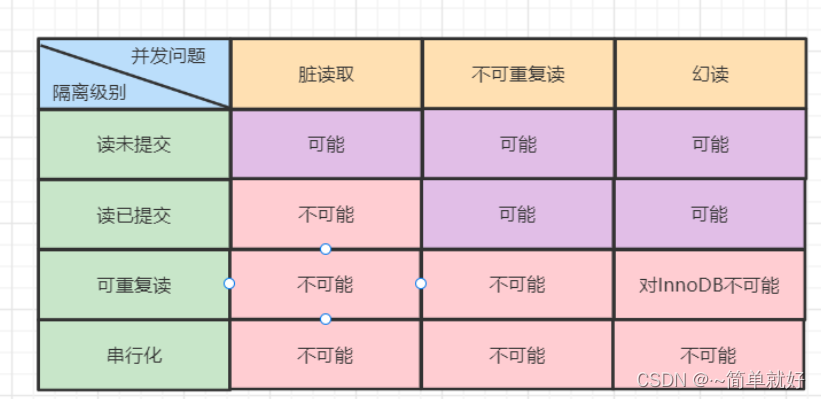 并发问题
隔离级别
脏读取
不可重复读
幻读
读未提交
可能
可能
可能
读已提交
不可能
可能
可能
可重复读
不可能
不可能
对InnoDB不可能
串行化
不可能
不可能
不可能
CSDN @·~简单就好